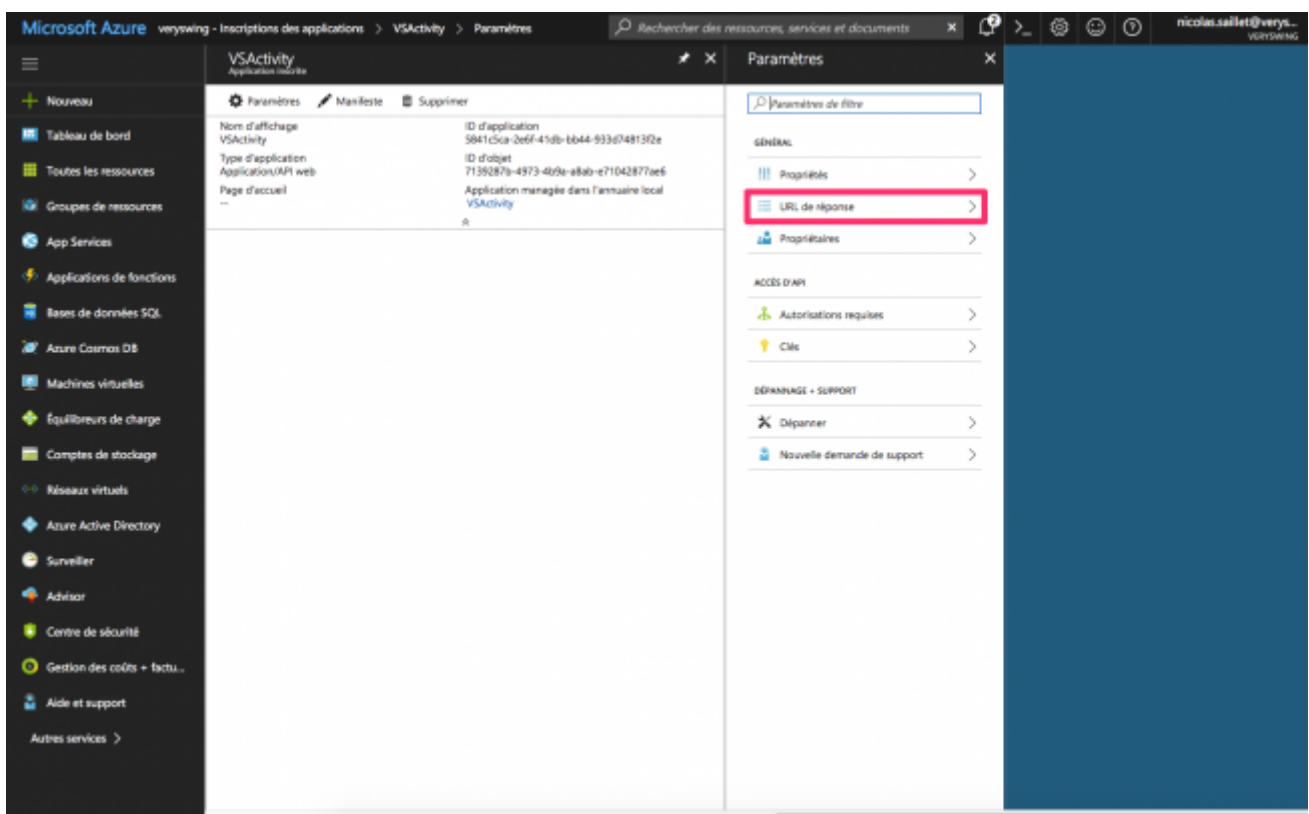 Microsoft Azure veryswing - Inscriptions des applications > VSActivity > Paramètres
Rechercher des ressources, services et documents
2
nicolas.saillet@verys...
VERYSWING
VSActivity
Application inscrite
Paramètres
Nouveau
Tableau de bord
Toutes les ressources
Groupes de ressources
App Services
Applications de fonctions
Bases de données SQL
Azure Cosmos DB
Machines virtuelles
Équilibreurs de charge
Comptes de stockage
Réseaux virtuels
Azure Active Directory
Surveiller
Advisor
Centre de sécurité
Gestion des coûts + factu...
Aide et support
Autres services >
Paramètres Manifeste Supprimer
Nom d'affichage
VSActivity
Type d'application
Application/API web
Page d'accueil
--
ID d'application
5841c5ca-2e6f-41db-bb44-933d74813f2e
ID d'objet
7139287b-4973-4b9a-a8ab-e71042877ae6
Application managée dans l'annuaire local
VSActivity
Paramètres de filtre
GÉNÉRAL
Propriétés
URL de réponse
Propriétaires
ACCÈS D'API
Autorisations requises
Clés
DÉPANNAGE + SUPPORT
Dépanner
Nouvelle demande de support